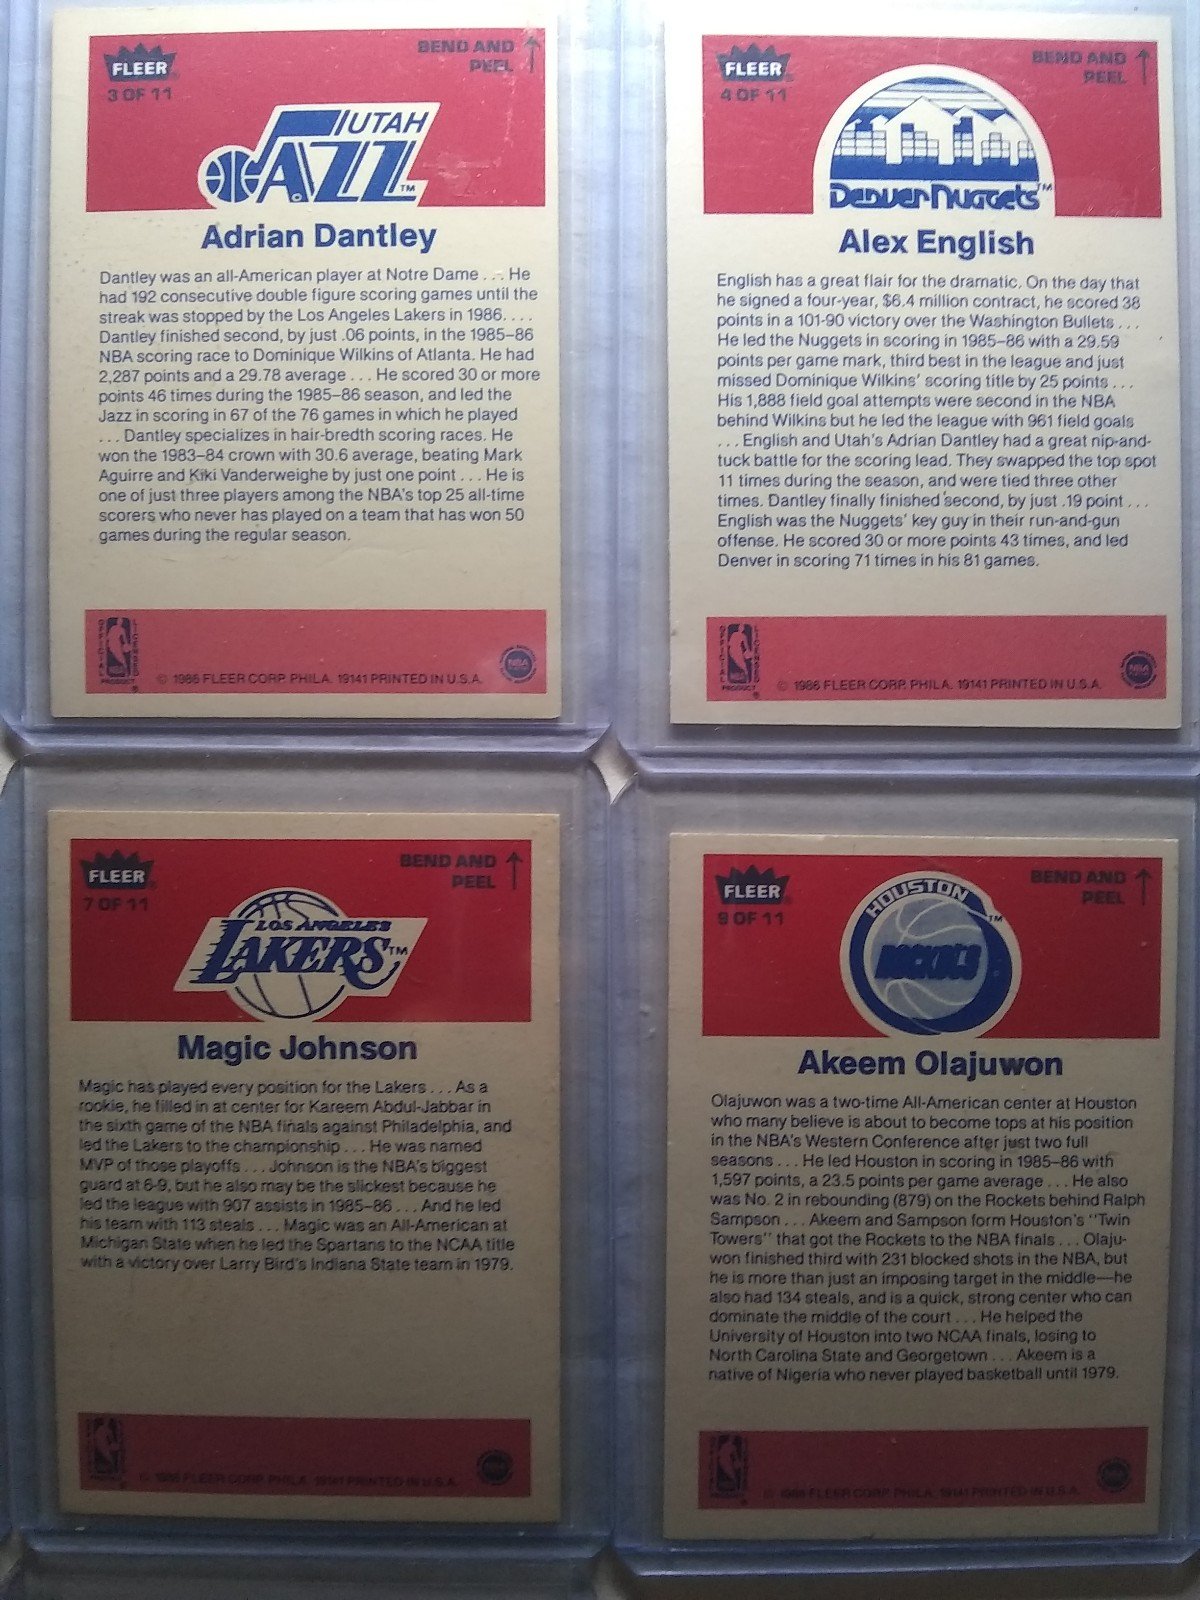 FLEER
3 OF 11
BEND AND
PEEL
UTAH
JAZZ
TM
Adrian Dantley
Dantley was an all-American player at Notre Dame . . . He
had 192 consecutive double figure scoring games until the
streak was stopped by the Los Angeles Lakers in 1986. . . .
Dantley finished second, by just .06 points, in the 1985–86
NBA scoring race to Dominique Wilkins of Atlanta. He had
2,287 points and a 29.78 average . . . He scored 30 or more
points 46 times during the 1985–86 season, and led the
Jazz in scoring in 67 of the 76 games in which he played
. . . Dantley specializes in hair-bredth scoring races. He
won the 1983–84 crown with 30.6 average, beating Mark
Aguirre and Kiki Vanderweighe by just one point . . . He is
one of just three players among the NBA's top 25 all-time
scorers who never has played on a team that has won 50
games during the regular season.
OFFICIAL
LICENSED
NBA
PRODUCT
© 1986 FLEER CORP. PHILA. 19141 PRINTED IN U.S.A.
NBA
FLEER
4 OF 11
BEND AND
PEEL
DENVER NUGGETS
TM
Alex English
English has a great flair for the dramatic. On the day that
he signed a four-year, $6.4 million contract, he scored 38
points in a 101-90 victory over the Washington Bullets . . .
He led the Nuggets in scoring in 1985–86 with a 29.59
points per game mark, third best in the league and just
missed Dominique Wilkins' scoring title by 25 points . . .
His 1,888 field goal attempts were second in the NBA
behind Wilkins but he led the league with 961 field goals
. . . English and Utah's Adrian Dantley had a great nip-and-
tuck battle for the scoring lead. They swapped the top spot
11 times during the season, and were tied three other
times. Dantley finally finished second, by just .19 point . . .
English was the Nuggets' key guy in their run-and-gun
offense. He scored 30 or more points 43 times, and led
Denver in scoring 71 times in his 81 games.
OFFICIAL
LICENSED
NBA
PRODUCT
© 1986 FLEER CORP. PHILA. 19141 PRINTED IN U.S.A.
NBA
FLEER
7 OF 11
BEND AND
PEEL
LOS ANGELES
LAKERS
TM
Magic Johnson
Magic has played every position for the Lakers . . . As a
rookie, he filled in at center for Kareem Abdul-Jabbar in
the sixth game of the NBA finals against Philadelphia, and
led the Lakers to the championship . . . He was named
MVP of those playoffs . . . Johnson is the NBA's biggest
guard at 6-9, but he also may be the slickest because he
led the league with 907 assists in 1985–86 . . . And he led
his team with 113 steals . . . Magic was an All-American at
Michigan State when he led the Spartans to the NCAA title
with a victory over Larry Bird's Indiana State team in 1979.
© 1986 FLEER CORP. PHILA. 19141 PRINTED IN U.S.A.
FLEER
9 OF 11
BEND AND
PEEL
HOUSTON
ROCKETS
TM
Akeem Olajuwon
Olajuwon was a two-time All-American center at Houston
who many believe is about to become tops at his position
in the NBA's Western Conference after just two full
seasons . . . He led Houston in scoring in 1985–86 with
1,597 points, a 23.5 points per game average . . . He also
was No. 2 in rebounding (879) on the Rockets behind Ralph
Sampson . . . Akeem and Sampson form Houston's "Twin
Towers" that got the Rockets to the NBA finals . . . Olaju-
won finished third with 231 blocked shots in the NBA, but
he is more than just an imposing target in the middle—he
also had 134 steals, and is a quick, strong center who can
dominate the middle of the court . . . He helped the
University of Houston into two NCAA finals, losing to
North Carolina State and Georgetown . . . Akeem is a
native of Nigeria who never played basketball until 1979.
© 1986 FLEER CORP. PHILA. 19141 PRINTED IN U.S.A.